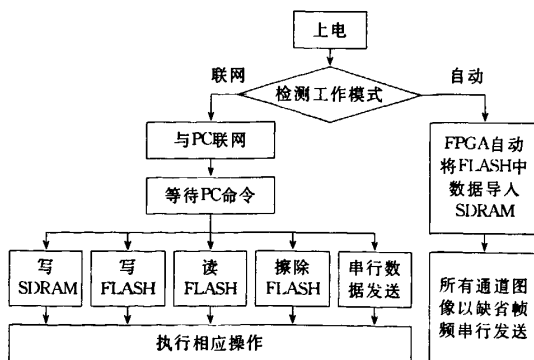 上电
联网
自动
检测工作模式
与PC联网
等待PC命令
FPGA自动
将FLASH中
数据导入
SDRAM
写
SDRAM
写
FLASH
读
FLASH
擦除
FLASH
串行数
据发送
执行相应操作
所有通道图
像以缺省帧
频串行发送